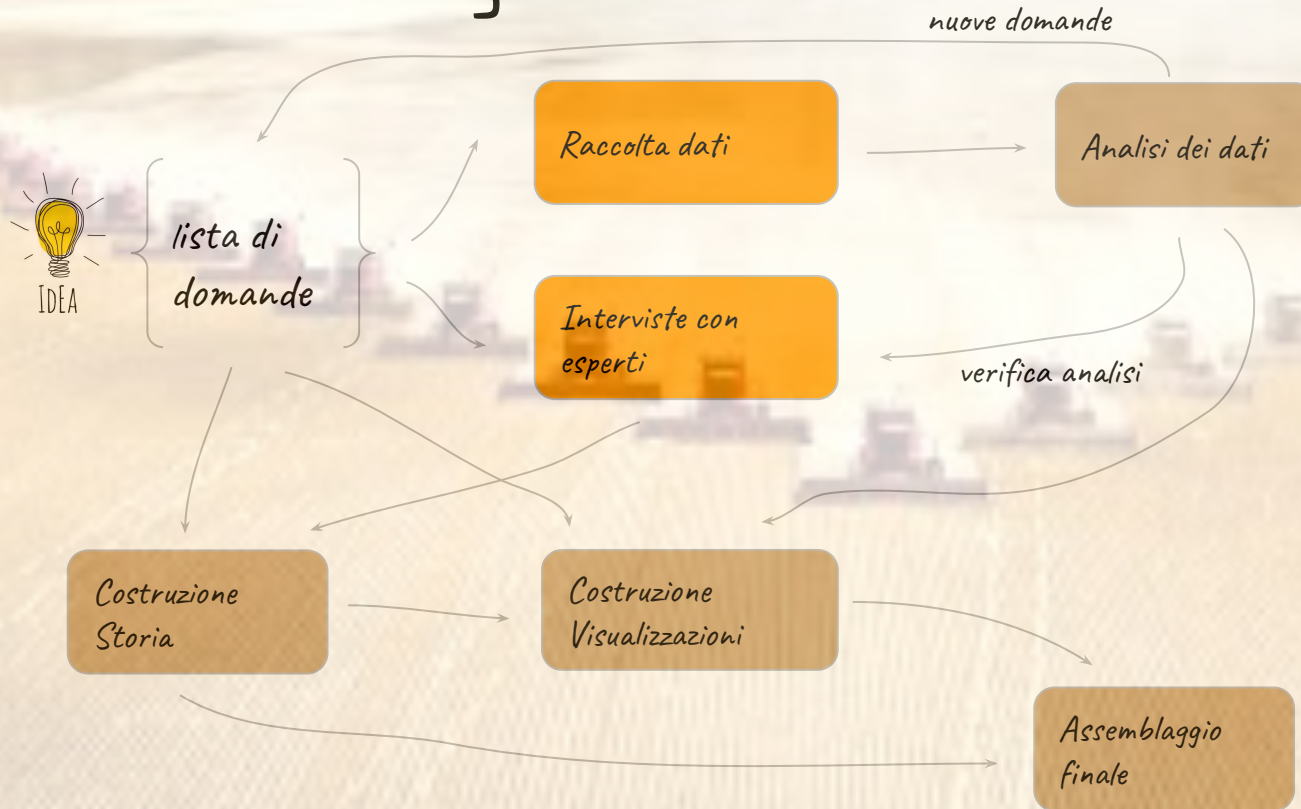 nuove domande
Raccolta dati
Analisi dei dati
lista di
domande
IDEA
Interviste con
esperti
verifica analisi
Costruzione
Storia
Costruzione
Visualizzazioni
Assemblaggio
finale